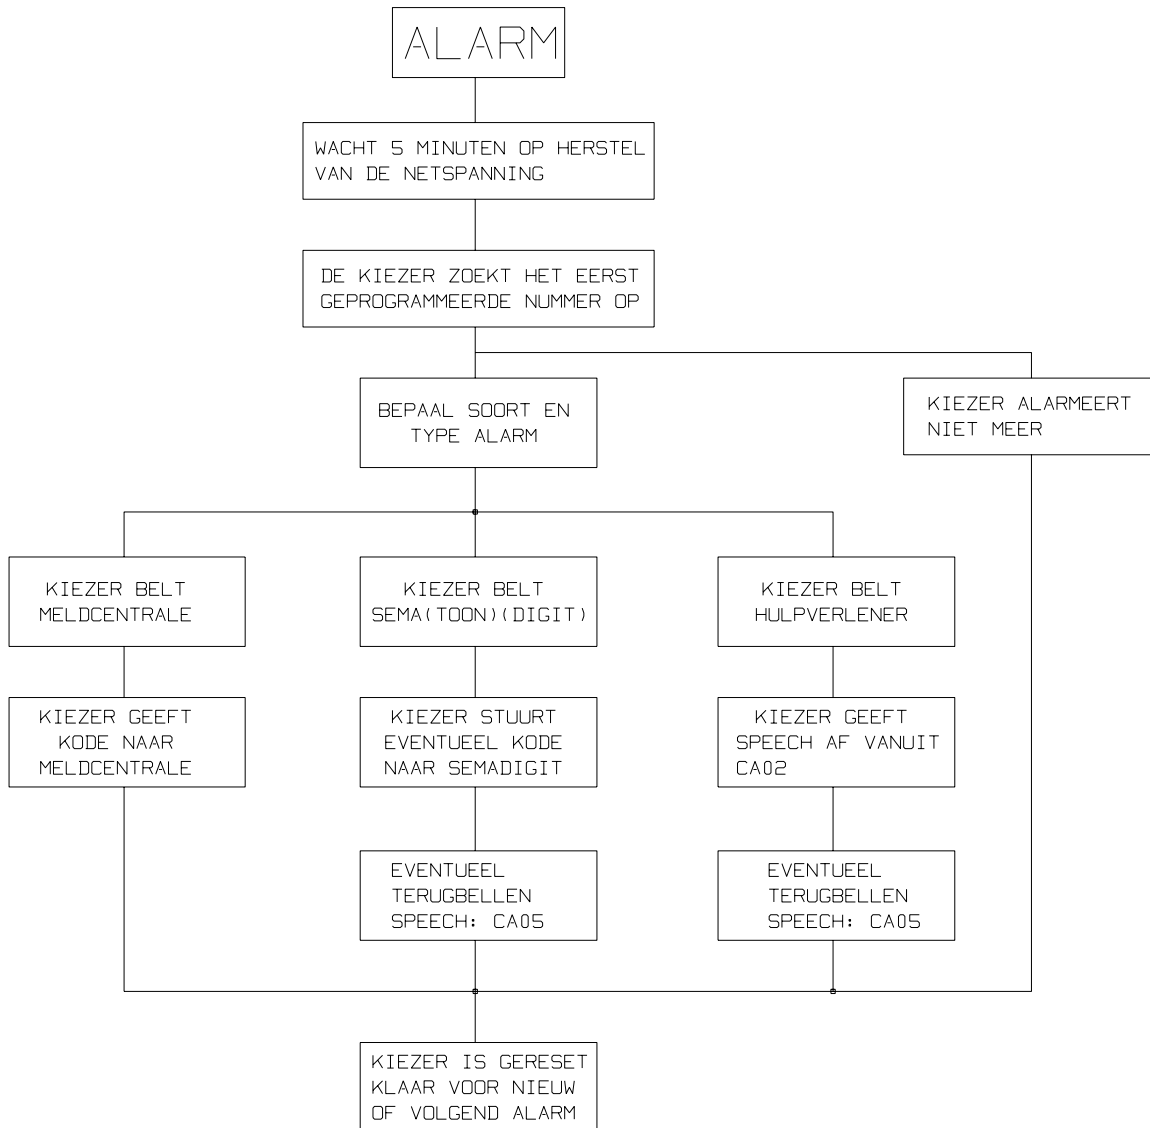 ALARM
WACHT 5 MINUTEN OP HERSTEL
VAN DE NETSPANNING
DE KIEZER ZOEKT HET EERST
GEPROGRAMMEERDE NUMMER OP
BEPAAL SOORT EN
TYPE ALARM
KIEZER ALARMEERT
NIET MEER
KIEZER BELT
MELDCENTRALE
KIEZER BELT
SEMA(TOON)(DIGIT)
KIEZER BELT
HULPVERLENER
KIEZER GEEFT
KODE NAAR
MELDCENTRALE
KIEZER STUURT
EVENTUEEL KODE
NAAR SEMADIGIT
KIEZER GEEFT
SPEECH AF VANUIT
CA02
EVENTUEEL
TERUGBELLEN
SPEECH: CA05
EVENTUEEL
TERUGBELLEN
SPEECH: CA05
KIEZER IS GERESET
KLAAR VOOR NIEUW
OF VOLGEND ALARM